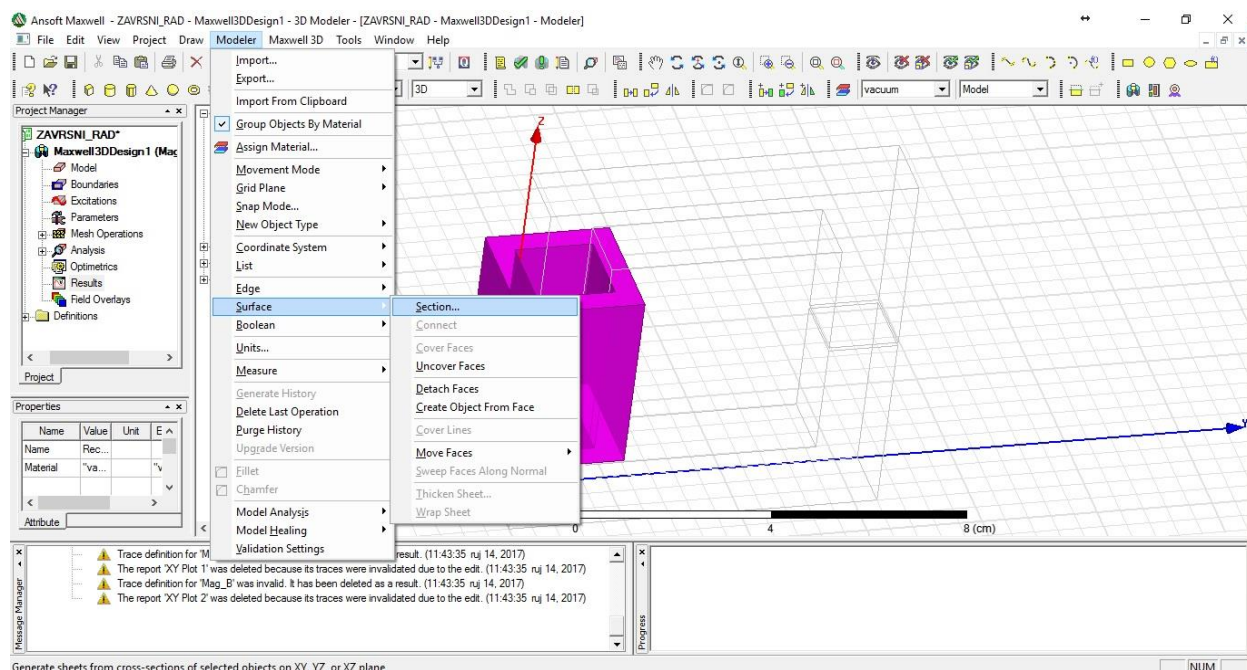 Ansoft Maxwell - ZAVRSNI_RAD - Maxwell3DDesign1 - 3D Modeler - [ZAVRSNI_RAD - Maxwell3DDesign1 - Modeler]
File Edit View Project Draw Modeler Maxwell 3D Tools Window Help
3D vacuum Model
Project Manager
ZAVRSNI_RAD*
Maxwell3DDesign1 (Mag
Model
Boundaries
Excitations
Parameters
Mesh Operations
Analysis
Optimetrics
Results
Field Overlays
Definitions
Project
Properties
Name Value Unit E
Name Rec...
Material "va... "v
Attribute
Import...
Export...
Import From Clipboard
Group Objects By Material
Assign Material...
Movement Mode
Grid Plane
Snap Mode...
New Object Type
Coordinate System
List
Edge
Surface
Boolean
Units...
Measure
Generate History
Delete Last Operation
Purge History
Upgrade Version
Fillet
Chamfer
Model Analysis
Model Healing
Validation Settings
Section...
Connect
Cover Faces
Uncover Faces
Detach Faces
Create Object From Face
Cover Lines
Move Faces
Sweep Faces Along Normal
Thicken Sheet...
Wrap Sheet
Z
0 4 8 (cm)
Message Manager
Trace definition for 'M result. (11:43:35 ruj 14, 2017)
The report 'XY Plot 1' was deleted because its traces were invalidated due to the edit. (11:43:35 ruj 14, 2017)
Trace definition for 'Mag_B' was invalid. It has been deleted as a result. (11:43:35 ruj 14, 2017)
The report 'XY Plot 2' was deleted because its traces were invalidated due to the edit. (11:43:35 ruj 14, 2017)
Progress
Generate sheets from cross-sections of selected objects on XY, YZ, or XZ plane
NUM